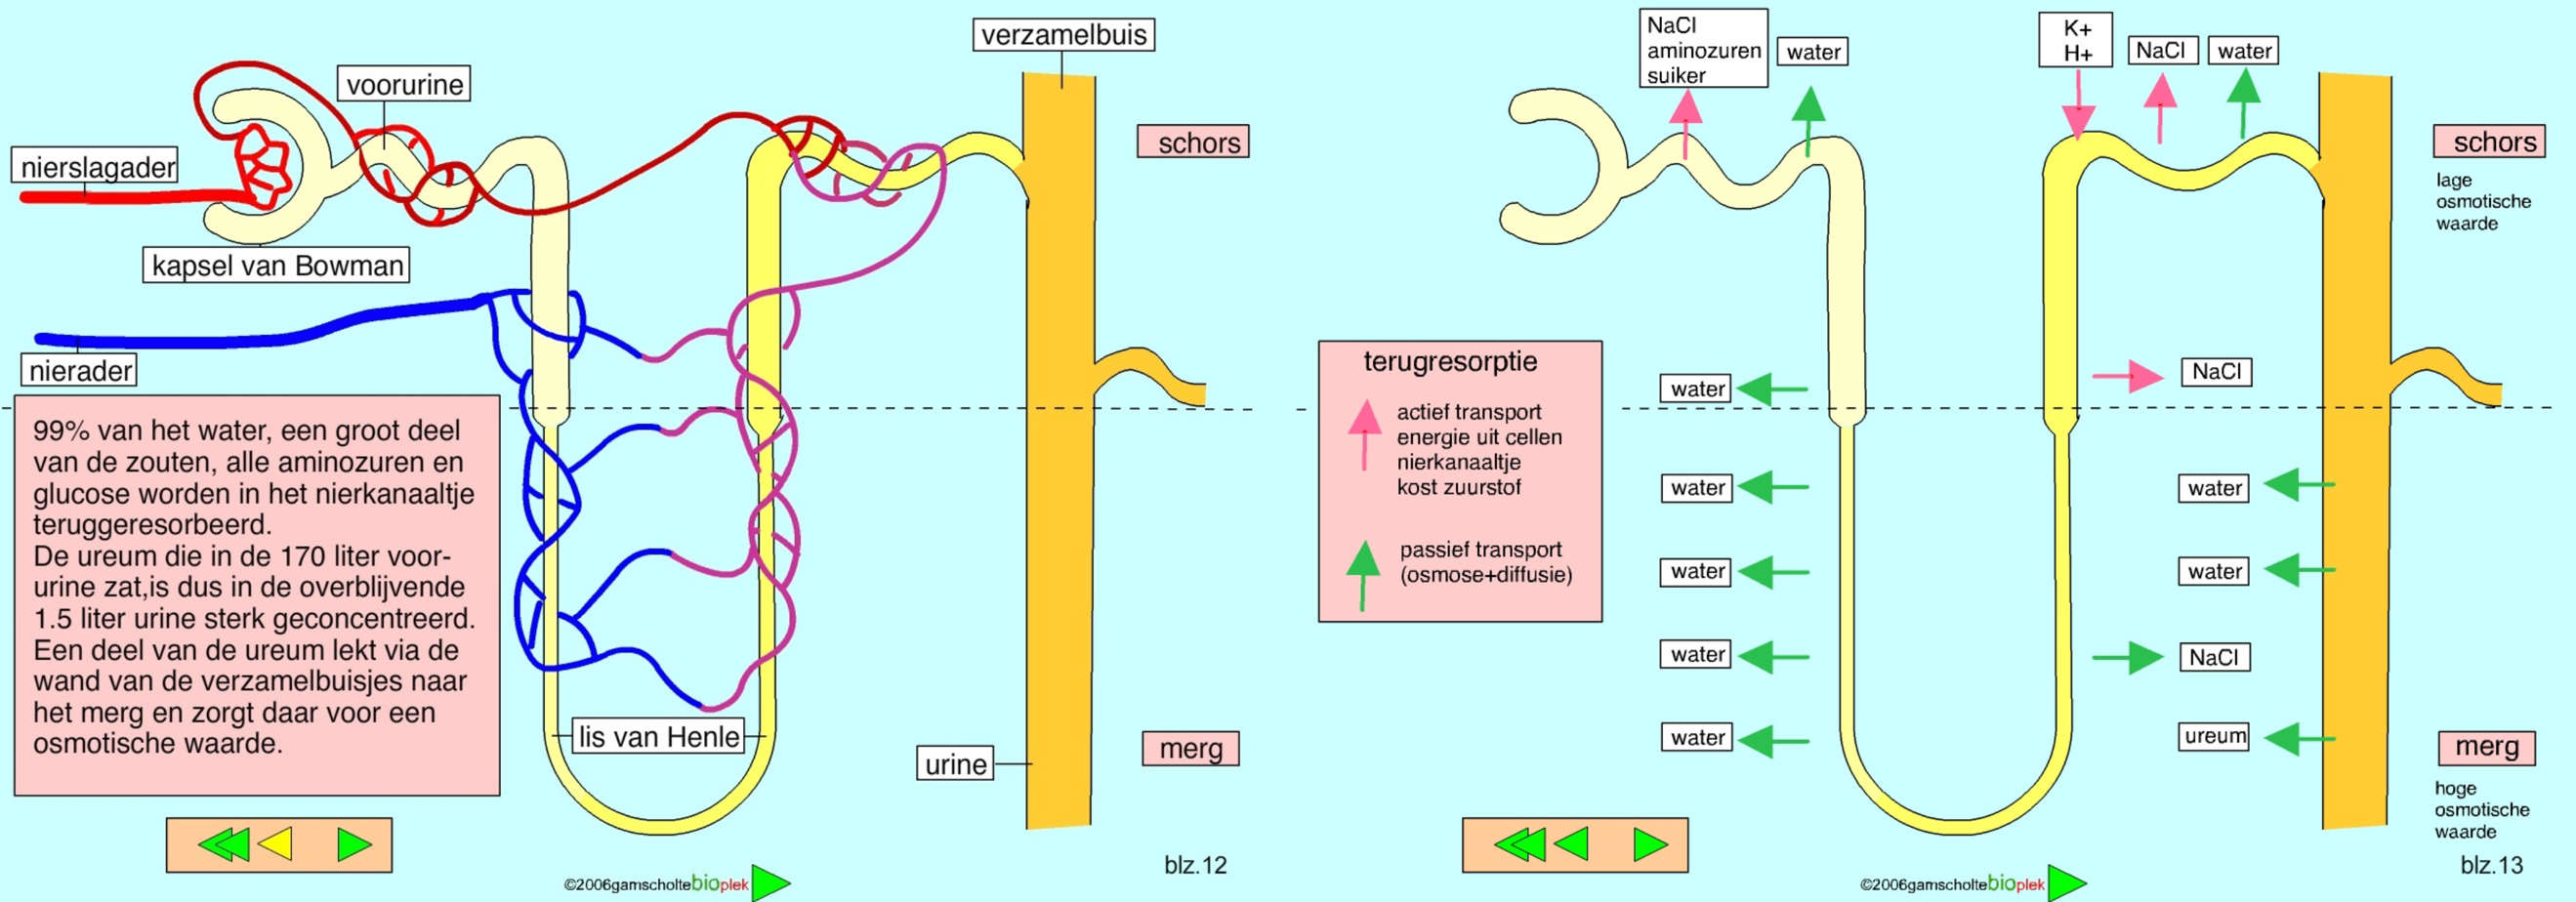 verzamelbuis
voorurine
schors
nierslagader
kapsel van Bowman
nierader
99% van het water, een groot deel
van de zouten, alle aminozuren en
glucose worden in het nierkanaaltje
teruggeresorbeerd.
De ureum die in de 170 liter voor-
urine zat,is dus in de overblijvende
1.5 liter urine sterk geconcentreerd.
Een deel van de ureum lekt via de
wand van de verzamelbuisjes naar
het merg en zorgt daar voor een
osmotische waarde.
lis van Henle
merg
urine
blz.12
©2006gamscholtebioplek
NaCl
aminozuren
suiker
water
K+
H+
NaCl
water
schors
lage
osmotische
waarde
terugresorptie
actief transport
energie uit cellen
nierkanaaltje
kost zuurstof
passief transport
(osmose+diffusie)
water
water
water
water
water
NaCl
water
water
NaCl
ureum
merg
hoge
osmotische
waarde
blz.13
©2006gamscholtebioplek